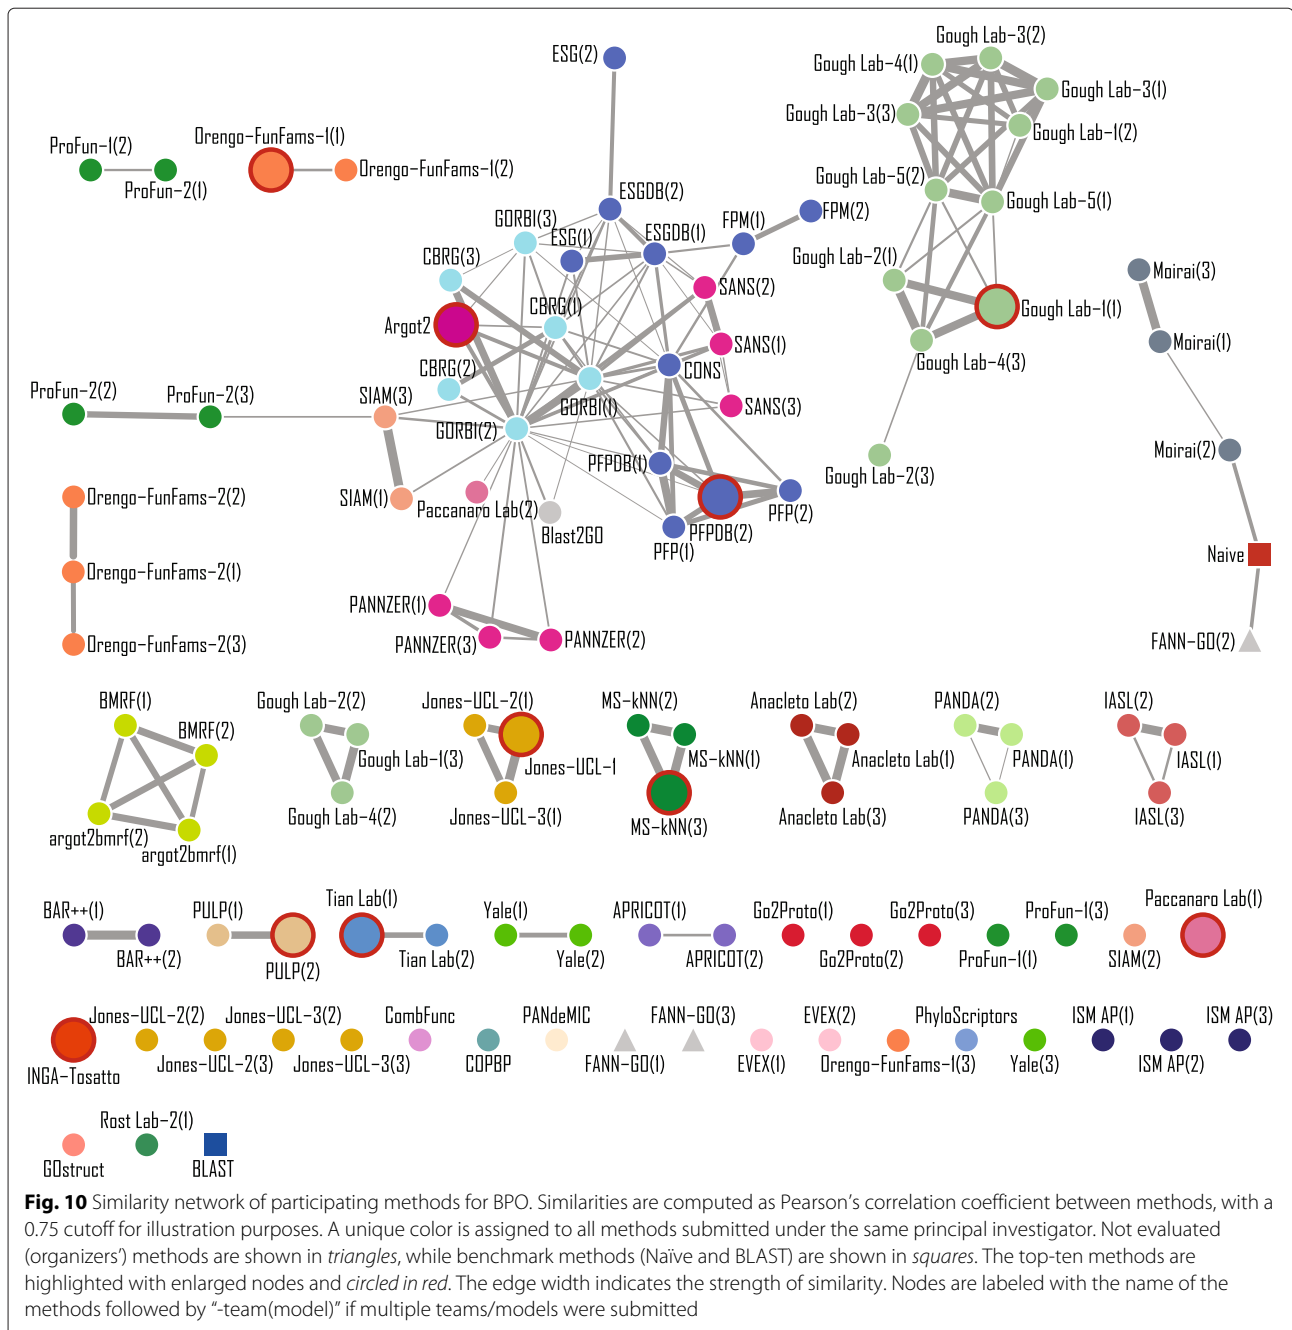 ESG(2)
Gough Lab–3(2)
Gough Lab–4(1)
Gough Lab–3(1)
Gough Lab–3(3)
Gough Lab–1(2)
Orengo–FunFams–1(1)
ProFun–1(2)
Orengo–FunFams–1(2)
ProFun–2(1)
ESGDB(2)
Gough Lab–5(2)
Gough Lab–5(1)
GORBI(3)
FPM(1)
FPM(2)
ESG(1)
ESGDB(1)
CBRG(3)
Gough Lab–2(1)
Moirai(3)
SANS(2)
CBRG(1)
Gough Lab–1(1)
Argot2
SANS(1)
Moirai(1)
CBRG(2)
CONS
Gough Lab–4(3)
ProFun–2(2)
ProFun–2(3)
SIAM(3)
GORBI(1)
SANS(3)
GORBI(2)
Moirai(2)
PFPDB(1)
Gough Lab–2(3)
Orengo–FunFams–2(2)
SIAM(1)
Paccanaro Lab(2)
Blast2GO
PFP(2)
PFPDB(2)
PFP(1)
Naive
Orengo–FunFams–2(1)
PANNZER(1)
Orengo–FunFams–2(3)
PANNZER(3)
PANNZER(2)
FANN–GO(2)
BMRF(1)
BMRF(2)
argot2bmrf(2)
argot2bmrf(1)
Gough Lab–2(2)
Gough Lab–1(3)
Gough Lab–4(2)
Jones–UCL–2(1)
Jones–UCL–1
Jones–UCL–3(1)
MS–kNN(2)
MS–kNN(1)
MS–kNN(3)
Anacleto Lab(2)
Anacleto Lab(1)
Anacleto Lab(3)
PANDA(2)
PANDA(1)
PANDA(3)
IASL(2)
IASL(1)
IASL(3)
BAR++(1)
BAR++(2)
PULP(1)
PULP(2)
Tian Lab(1)
Tian Lab(2)
Yale(1)
Yale(2)
APRICOT(1)
APRICOT(2)
Go2Proto(1)
Go2Proto(2)
Go2Proto(3)
ProFun–1(1)
ProFun–1(3)
SIAM(2)
Paccanaro Lab(1)
INGA–Tosatto
Jones–UCL–2(2)
Jones–UCL–2(3)
Jones–UCL–3(2)
Jones–UCL–3(3)
CombFunc
COPBP
PANdeMIC
FANN–GO(1)
FANN–GO(3)
EVEX(1)
EVEX(2)
Orengo–FunFams–1(3)
PhyloScriptors
Yale(3)
ISM AP(1)
ISM AP(2)
ISM AP(3)
GOstruct
Rost Lab–2(1)
BLAST
Fig. 10 Similarity network of participating methods for BPO. Similarities are computed as Pearson’s correlation coefficient between methods, with a
0.75 cutoff for illustration purposes. A unique color is assigned to all methods submitted under the same principal investigator. Not evaluated
(organizers’) methods are shown in triangles, while benchmark methods (Naïve and BLAST) are shown in squares. The top-ten methods are
highlighted with enlarged nodes and circled in red. The edge width indicates the strength of similarity. Nodes are labeled with the name of the
methods followed by “-team(model)” if multiple teams/models were submitted